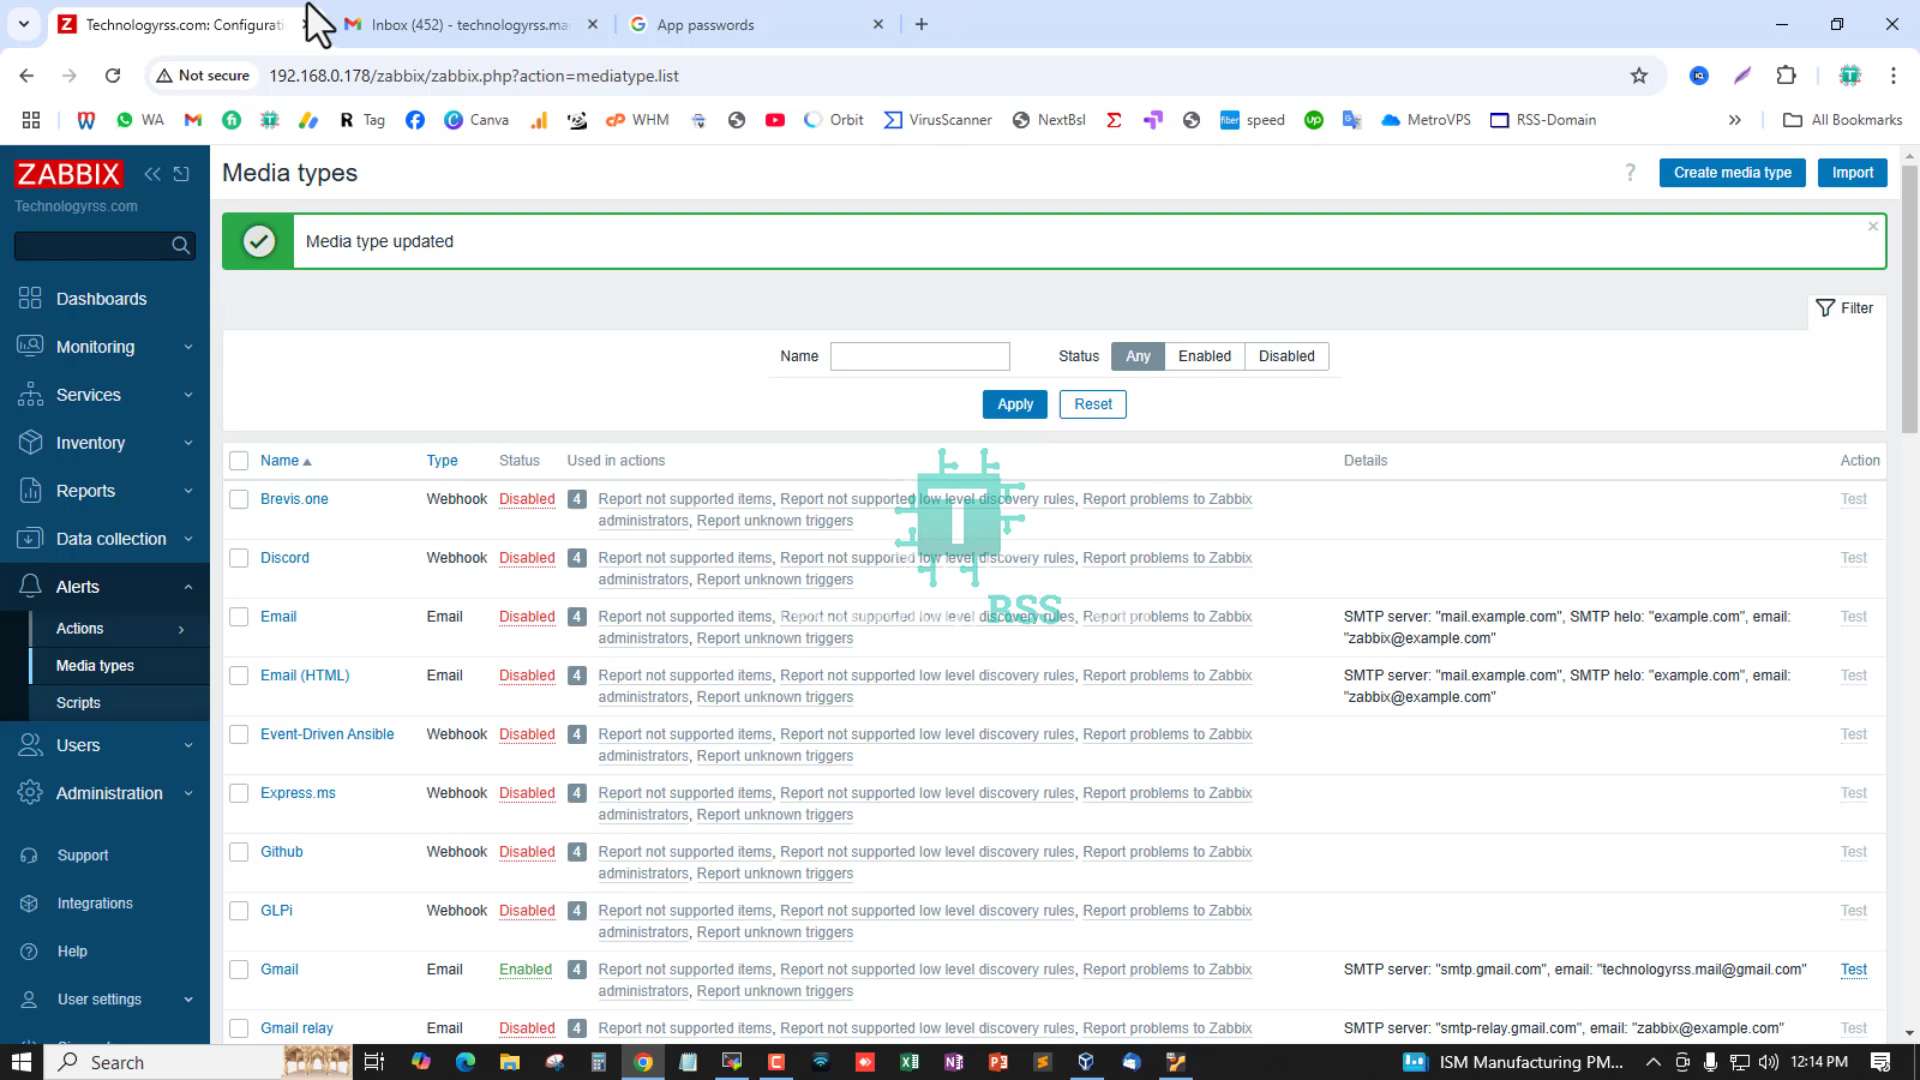 Technologyrss.com: Configurati
Inbox (452) - technologyrss.ma
App passwords
Not secure
192.168.0.178/zabbix/zabbix.php?action=mediatype.list
WA
Tag
Canva
WHM
Orbit
VirusScanner
NextBsl
speed
MetroVPS
RSS-Domain
All Bookmarks
ZABBIX
Technologyrss.com
Dashboards
Monitoring
Services
Inventory
Reports
Data collection
Alerts
Actions
Media types
Scripts
Users
Administration
Support
Integrations
Help
User settings
Media types
? Create media type Import
Media type updated
Filter
Name Status Any Enabled Disabled
Apply Reset
Name Type Status Used in actions Details Action
Brevis.one Webhook Disabled 4 Report not supported items, Report not supported low level discovery rules, Report problems to Zabbix Test
administrators, Report unknown triggers
Discord Webhook Disabled 4 Report not supported items, Report not supported low level discovery rules, Report problems to Zabbix Test
administrators, Report unknown triggers
Email Email Disabled 4 Report not supported items, Report not supported low level discovery rules, Report problems to Zabbix SMTP server: "mail.example.com", SMTP helo: "example.com", email: Test
administrators, Report unknown triggers "zabbix@example.com"
Email (HTML) Email Disabled 4 Report not supported items, Report not supported low level discovery rules, Report problems to Zabbix SMTP server: "mail.example.com", SMTP helo: "example.com", email: Test
administrators, Report unknown triggers "zabbix@example.com"
Event-Driven Ansible Webhook Disabled 4 Report not supported items, Report not supported low level discovery rules, Report problems to Zabbix Test
administrators, Report unknown triggers
Express.ms Webhook Disabled 4 Report not supported items, Report not supported low level discovery rules, Report problems to Zabbix Test
administrators, Report unknown triggers
Github Webhook Disabled 4 Report not supported items, Report not supported low level discovery rules, Report problems to Zabbix Test
administrators, Report unknown triggers
GLPi Webhook Disabled 4 Report not supported items, Report not supported low level discovery rules, Report problems to Zabbix Test
administrators, Report unknown triggers
Gmail Email Enabled 4 Report not supported items, Report not supported low level discovery rules, Report problems to Zabbix SMTP server: "smtp.gmail.com", email: "technologyrss.mail@gmail.com" Test
administrators, Report unknown triggers
Gmail relay Email Disabled 4 Report not supported items, Report not supported low level discovery rules, Report problems to Zabbix SMTP server: "smtp-relay.gmail.com", email: "zabbix@example.com" Test
T
RSS
Search
ISM Manufacturing PM...
12:14 PM